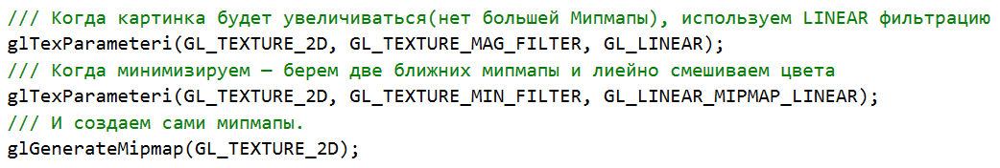 /// Когда картинка будет увеличиваться(нет большей Мипмапы), используем LINEAR фильтрацию
glTexParameteri(GL_TEXTURE_2D, GL_TEXTURE_MAG_FILTER, GL_LINEAR);
/// Когда минимизируем — берем две ближних мипмапы и лиейно смешиваем цвета
glTexParameteri(GL_TEXTURE_2D, GL_TEXTURE_MIN_FILTER, GL_LINEAR_MIPMAP_LINEAR);
/// И создаем сами мипмапы.
glGenerateMipmap(GL_TEXTURE_2D);